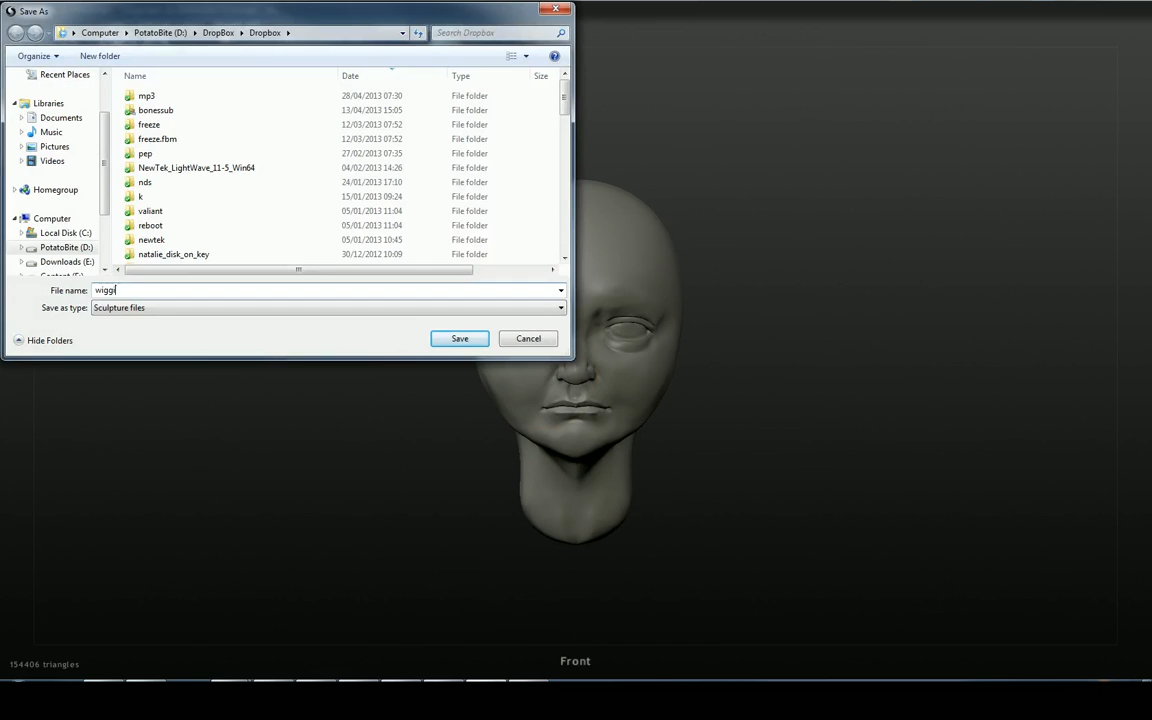 Save As
Computer PotatoBite (D:) DropBox Dropbox Search Dropbox
Organize New folder
Recent Places
Libraries
Documents
Music
Pictures
Videos
Homegroup
Computer
Local Disk (C:)
PotatoBite (D:)
Downloads (E:)
Name Date Type Size
mp3 28/04/2013 07:30 File folder
bonessub 13/04/2013 15:05 File folder
freeze 12/03/2013 07:52 File folder
freeze.fbm 12/03/2013 07:52 File folder
pep 27/02/2013 07:35 File folder
NewTek_LightWave_11-5_Win64 04/02/2013 14:26 File folder
nds 24/01/2013 17:10 File folder
k 15/01/2013 09:24 File folder
valiant 05/01/2013 11:04 File folder
reboot 05/01/2013 11:04 File folder
newtek 05/01/2013 10:45 File folder
natalie_disk_on_key 30/12/2012 10:09 File folder
File name:
Save as type: Sculpture files
Hide Folders Save Cancel
154406 triangles
Front